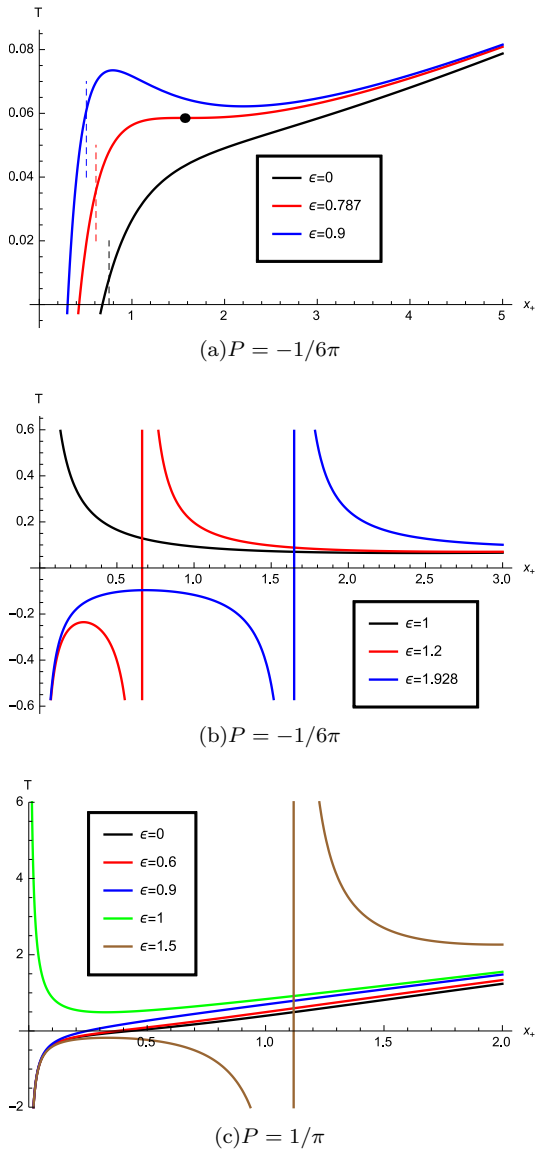 T
0.08
0.06
0.04
0.02
ϵ=0
ϵ=0.787
ϵ=0.9
1 2 3 4 5 x₊
(a)P = −1/6π
T
0.6
0.4
0.2
0.5 1.0 1.5 2.0 2.5 3.0 x₊
-0.2
-0.4
-0.6
ϵ=1
ϵ=1.2
ϵ=1.928
(b)P = −1/6π
T
6
4
2
ϵ=0
ϵ=0.6
ϵ=0.9
ϵ=1
ϵ=1.5
0.5 1.0 1.5 2.0 x₊
-2
(c)P = 1/π